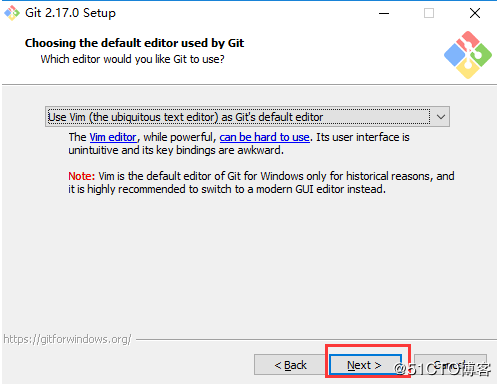 Git 2.17.0 Setup
Choosing the default editor used by Git
Which editor would you like Git to use?
Use Vim (the ubiquitous text editor) as Git's default editor
The Vim editor, while powerful, can be hard to use. Its user interface is
unintuitive and its key bindings are awkward.
Note: Vim is the default editor of Git for Windows only for historical reasons, and
it is highly recommended to switch to a modern GUI editor instead.
https://gitforwindows.org/
< Back Next > Cancel
@51CTO博客